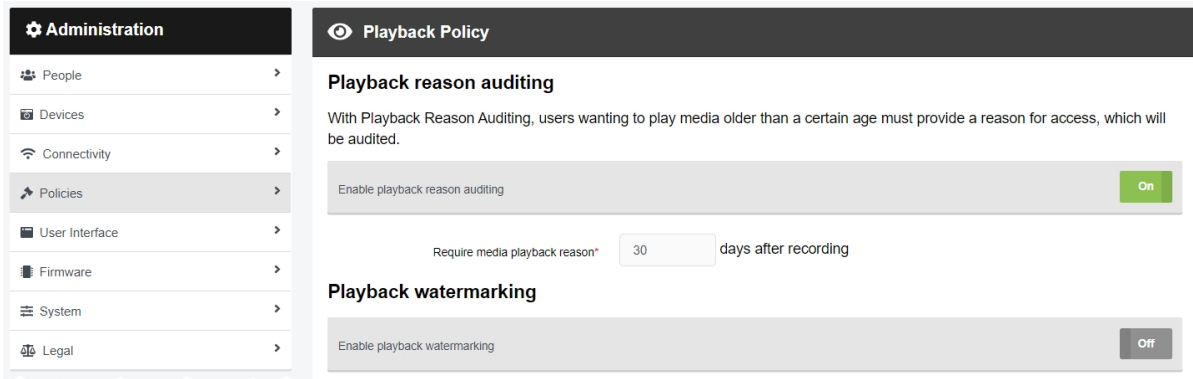 Administration
People
Devices
Connectivity
Policies
User Interface
Firmware
System
Legal
Playback Policy
Playback reason auditing
With Playback Reason Auditing, users wanting to play media older than a certain age must provide a reason for access, which will
be audited.
Enable playback reason auditing
On
Require media playback reason* 30 days after recording
Playback watermarking
Enable playback watermarking
Off